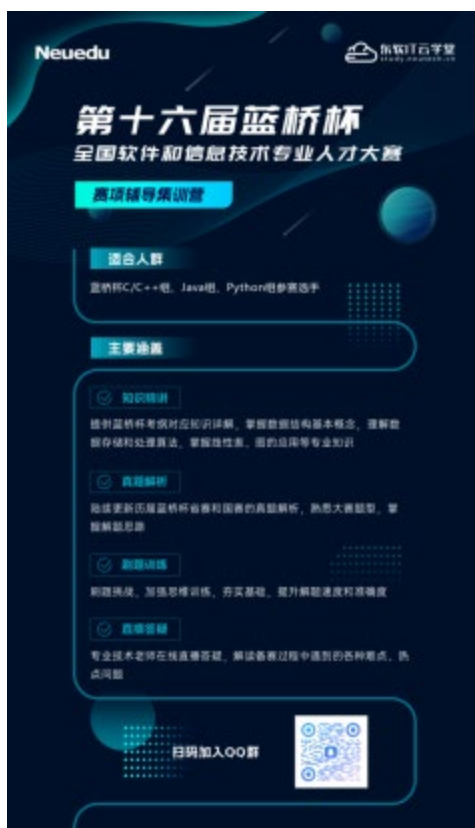 Neuedu
东软IT云学堂
study.neuedu.cn
第十六届蓝桥杯
全国软件和信息技术专业人才大赛
赛项辅导集训营
适合人群
蓝桥杯C/C++组、Java组、Python组参赛选手
主要涵盖
知识精讲
提供蓝桥杯考纲对应知识详解，掌握数据结构基本概念，理解数
据存储和处理算法，掌握线性表、图的应用等专业知识
真题解析
陆续更新历届蓝桥杯省赛和国赛的真题解析，熟悉大赛题型，掌
握解题思路
刷题训练
刷题挑战，加强思维训练，夯实基础，提升解题速度和准确度
直播答疑
专业技术老师在线直播答疑，解读备赛过程中遇到的各种难点、热
点问题
扫码加入QQ群